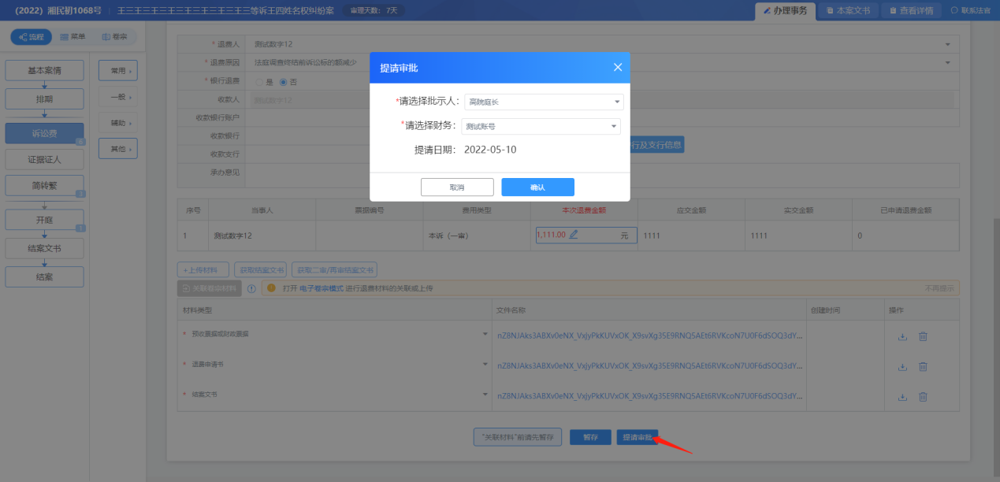 （2022）湘民初1068号 王三王三王三王三王三王三王三王三等诉王四姓名权纠纷案 审理天数：7天 办理事务 本案文书 查看详情 联系法官
流程 菜单 卷宗
基本案情 常用
排期 一般
诉讼费 辅助
证据证人 其他
简转繁 3
开庭 1
结案文书
结案
* 退费人 测试数字12
* 退费原因 法庭调查终结前诉讼标的额减少
* 银行退费 是 否
收款人 测试数字12
收款银行账户
收款银行 行及支行信息
收款支行
承办意见
提请审批
*请选择批示人： 高院庭长
*请选择财务： 测试账号
提请日期： 2022-05-10
取消 确认
序号 当事人 票据编号 费用类型 本次退费金额 应交金额 实交金额 已申请退费金额
1 测试数字12 本诉（一审） 1,111.00 元 1111 1111 0
+上传材料 获取结案文书 获取二审/再审结案文书
关联卷宗材料 打开 电子卷宗模式 进行退费材料的关联或上传 不再提示
材料类型 文件名称 创建时间 操作
* 预收票据或财政票据 nZ8NJAks3ABXv0eNX_VxJyPkKUVxOK_X9svXg35E9RNQ5AEt6RVKcoN7U0F6dSOQ3dY...
* 退费申请书 nZ8NJAks3ABXv0eNX_VxJyPkKUVxOK_X9svXg35E9RNQ5AEt6RVKcoN7U0F6dSOQ3dY...
* 结案文书 nZ8NJAks3ABXv0eNX_VxJyPkKUVxOK_X9svXg35E9RNQ5AEt6RVKcoN7U0F6dSOQ3dY...
"关联材料"前请先暂存 暂存 提请审批